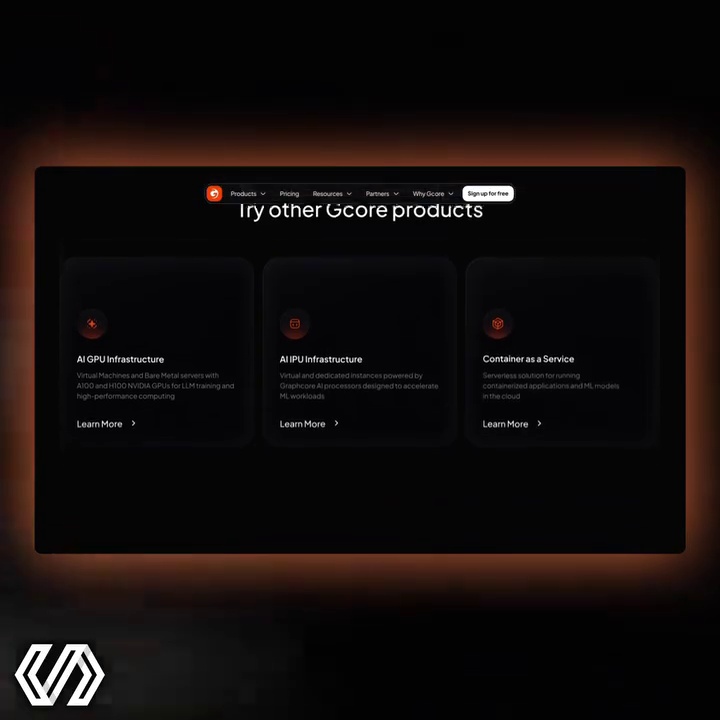 Products Pricing Resources Partners Why Gcore Sign up for free
Try other Gcore products
AI GPU Infrastructure
Virtual Machines and Bare Metal servers with
A100 and H100 NVIDIA GPUs for LLM training and
high-performance computing
Learn More
AI IPU Infrastructure
Virtual and dedicated instances powered by
Graphcore AI processors designed to accelerate
ML workloads
Learn More
Container as a Service
Serverless solution for running
containerized applications and ML models
in the cloud
Learn More